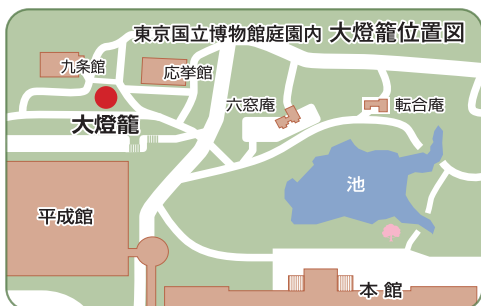 東京国立博物館庭園内 大燈籠位置図
九条館
応挙館
六窓庵
転合庵
大燈籠
池
平成館
本館